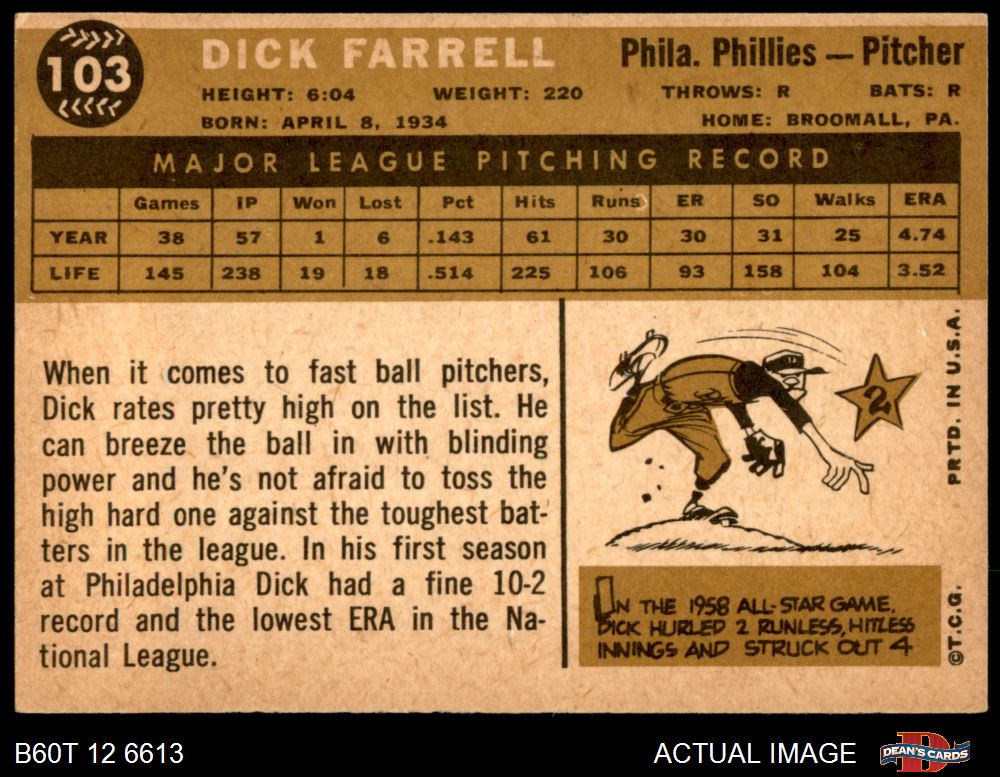 103
DICK FARRELL
Phila. Phillies — Pitcher
HEIGHT: 6:04 WEIGHT: 220 THROWS: R BATS: R
BORN: APRIL 8, 1934 HOME: BROOMALL, PA.
MAJOR LEAGUE PITCHING RECORD
Games IP Won Lost Pct Hits Runs ER SO Walks ERA
YEAR 38 57 1 6 .143 61 30 30 31 25 4.74
LIFE 145 238 19 18 .514 225 106 93 158 104 3.52
When it comes to fast ball pitchers,
Dick rates pretty high on the list. He
can breeze the ball in with blinding
power and he's not afraid to toss the
high hard one against the toughest bat-
ters in the league. In his first season
at Philadelphia Dick had a fine 10-2
record and the lowest ERA in the Na-
tional League.
2
IN THE 1958 ALL-STAR GAME,
DICK HURLED 2 RUNLESS, HITLESS
INNINGS AND STRUCK OUT 4
©T.C.G. PRTD. IN U.S.A.
B60T 12 6613
ACTUAL IMAGE
D
DEAN'S CARDS